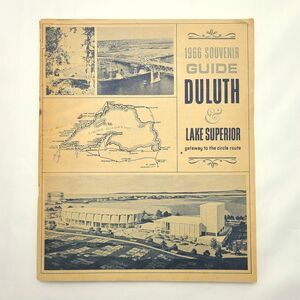 1966 SOUVENIR
GUIDE
DULUTH
&
LAKE SUPERIOR
gateway to the circle route